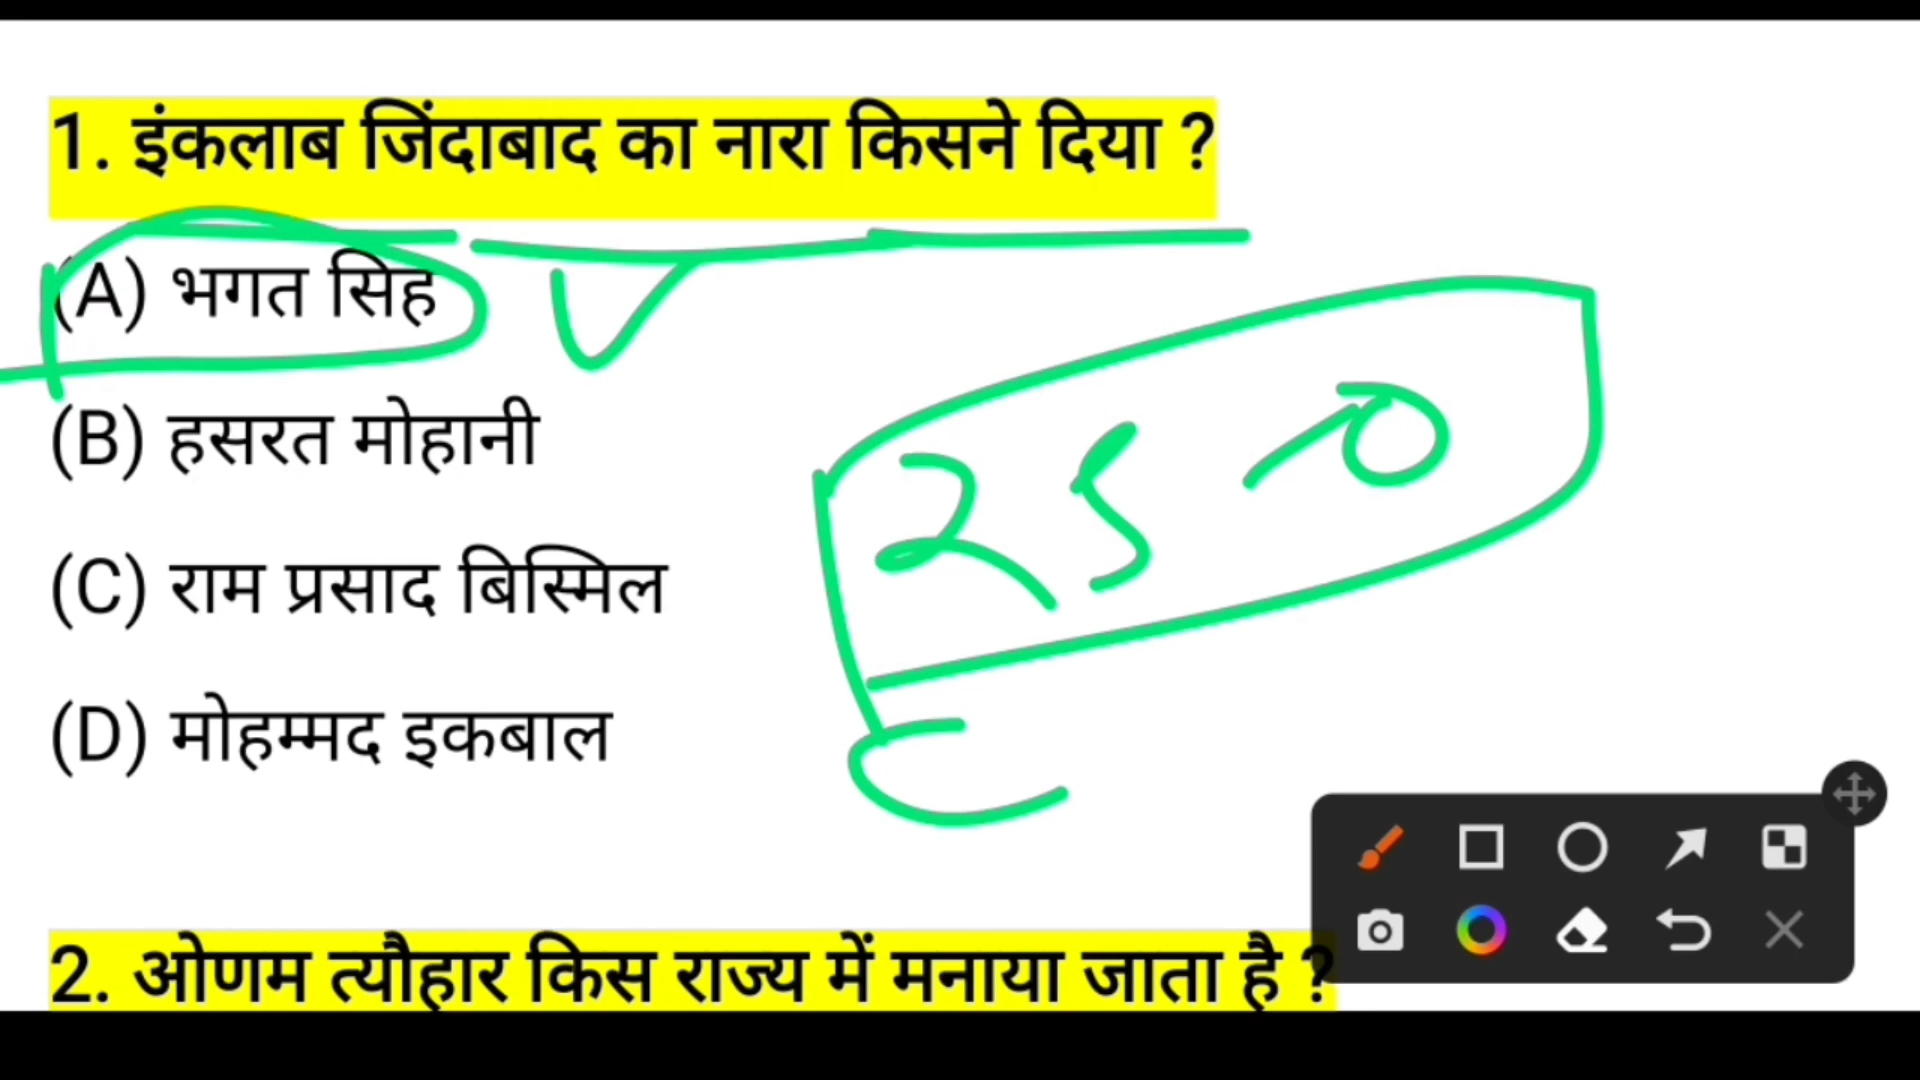 1. इंकलाब जिंदाबाद का नारा किसने दिया ?
(A) भगत सिंह
(B) हसरत मोहानी
(C) राम प्रसाद बिस्मिल
(D) मोहम्मद इकबाल
2. ओणम त्यौहार किस राज्य में मनाया जाता है ?